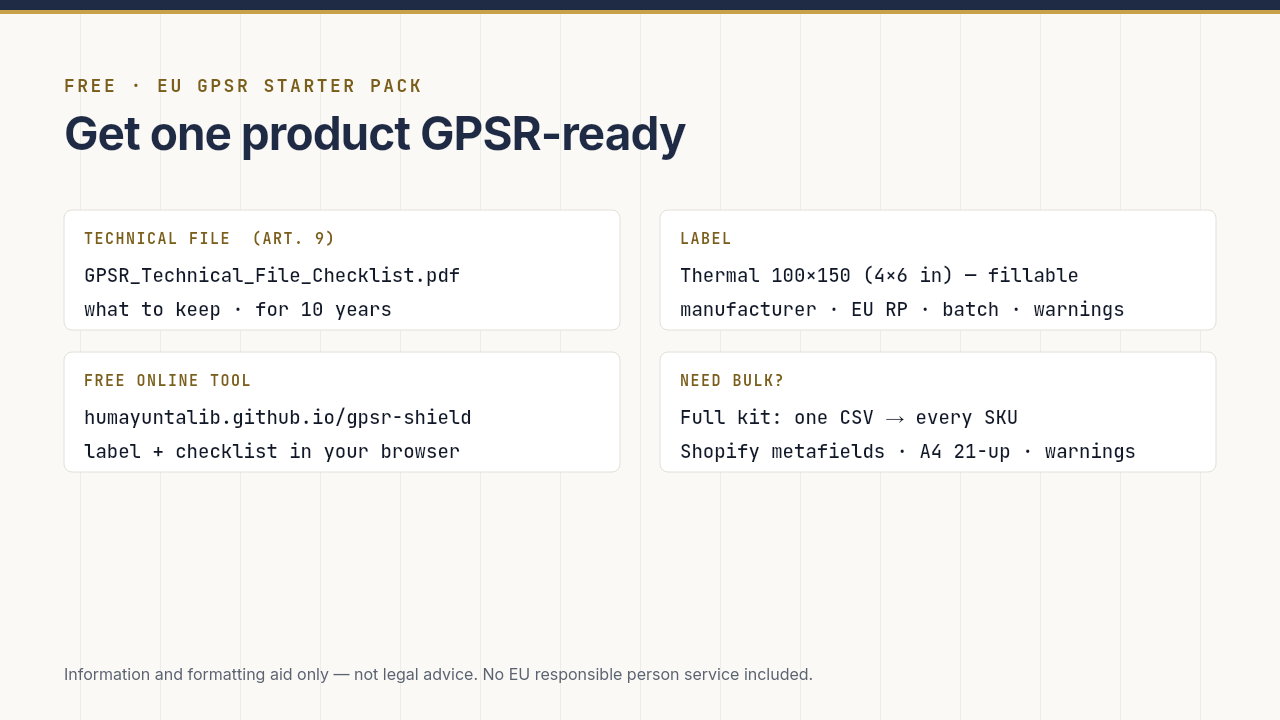 FREE · EU GPSR STARTER PACK
Get one product GPSR-ready
TECHNICAL FILE (ART. 9)
GPSR_Technical_File_Checklist.pdf
what to keep · for 10 years
LABEL
Thermal 100×150 (4×6 in) — fillable
manufacturer · EU RP · batch · warnings
FREE ONLINE TOOL
humayuntalib.github.io/gpsr-shield
label + checklist in your browser
NEED BULK?
Full kit: one CSV → every SKU
Shopify metafields · A4 21-up · warnings
Information and formatting aid only — not legal advice. No EU responsible person service included.